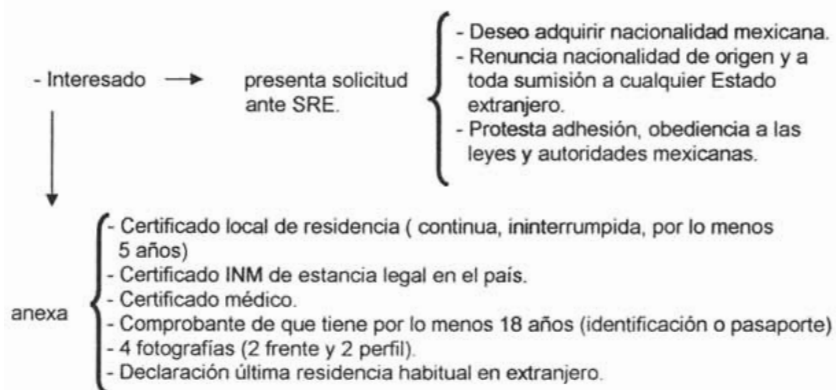 - Deseo adquirir nacionalidad mexicana.
- Renuncia nacionalidad de origen y a
toda sumisión a cualquier Estado
extranjero.
- Protesta adhesión, obediencia a las
leyes y autoridades mexicanas.
- Interesado
presenta solicitud
ante SRE.
anexa
- Certificado local de residencia ( continua, ininterrumpida, por lo menos
5 años)
- Certificado INM de estancia legal en el país.
- Certificado médico.
- Comprobante de que tiene por lo menos 18 años (identificación o pasaporte)
- 4 fotografías (2 frente y 2 perfil).
- Declaración última residencia habitual en extranjero.